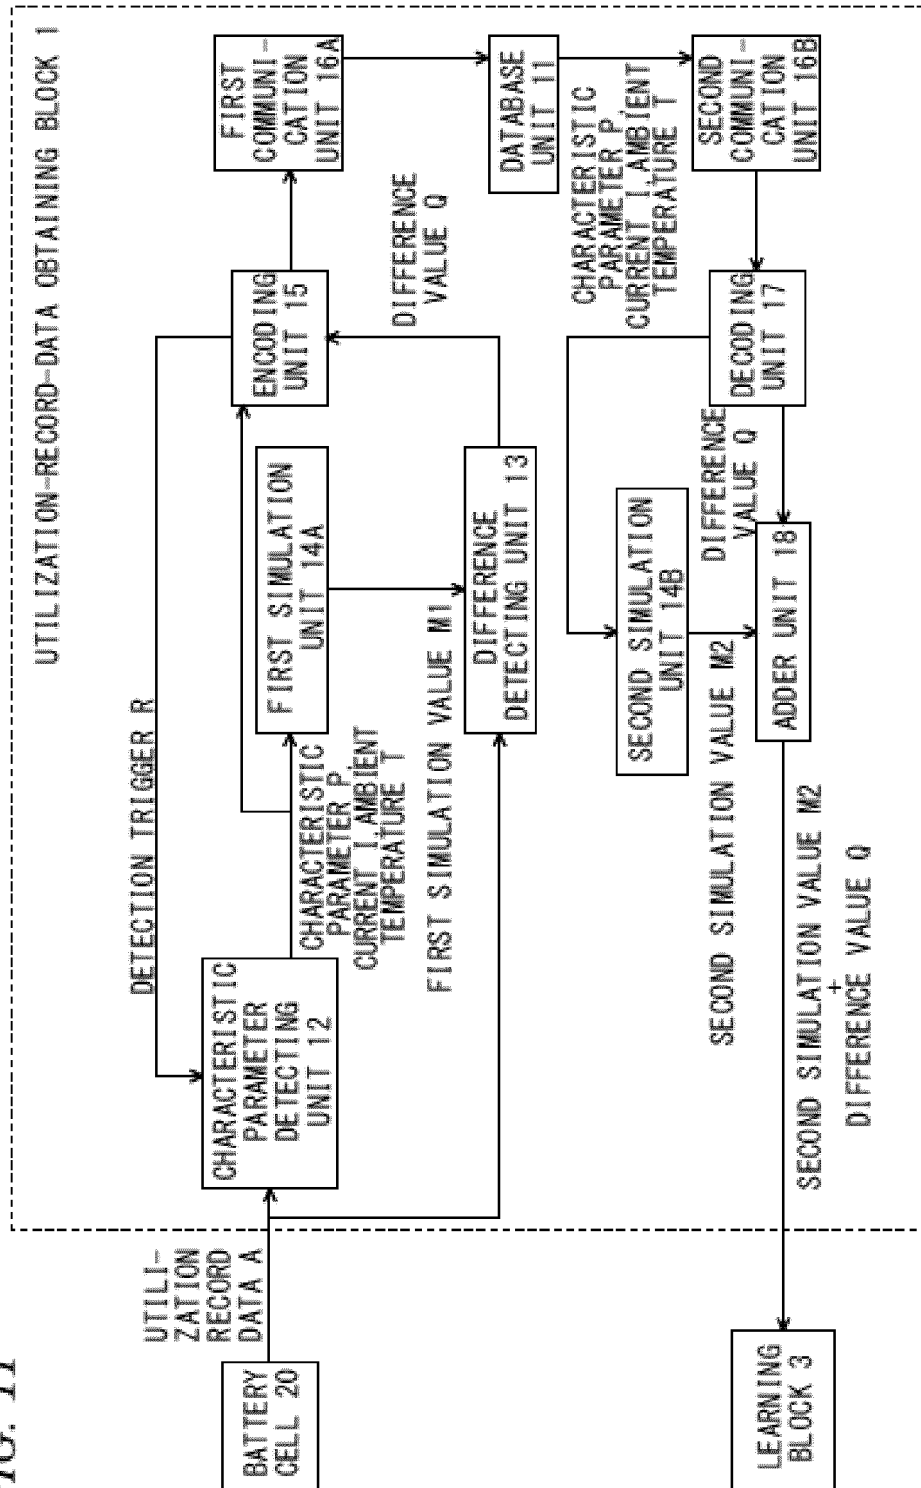 FIG. 11
UTILIZATION-RECORD-DATA OBTAINING BLOCK 1
BATTERY
CELL 20
UTILI-
ZATION
RECORD
DATA A
DETECTION TRIGGER R
CHARACTERISTIC
PARAMETER
DETECTING
UNIT 12
CHARACTERISTIC
PARAMETER P,
CURRENT I,AMBIENT
TEMPERATURE T
FIRST SIMULATION
UNIT 14A
FIRST SIMULATION VALUE M1
DIFFERENCE
DETECTING UNIT 13
ENCODING
UNIT 15
DIFFERENCE
VALUE Q
FIRST
COMMUNI-
CATION
UNIT 16A
DATABASE
UNIT 11
CHARACTERISTIC
PARAMETER P,
CURRENT I,AMBIENT
TEMPERATURE T
SECOND
COMMUNI-
CATION
UNIT 16B
DECODING
UNIT 17
DIFFERENCE
VALUE Q
SECOND SIMULATION
UNIT 14B
SECOND SIMULATION VALUE M2
ADDER UNIT 18
SECOND SIMULATION VALUE M2
+
DIFFERENCE VALUE Q
LEARNING
BLOCK 3